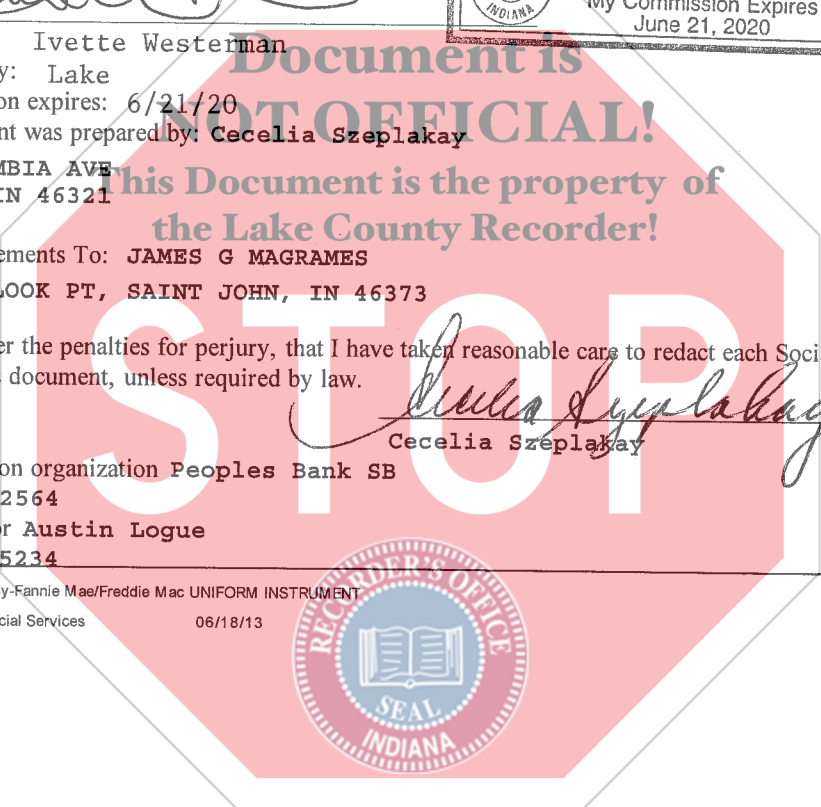 INDIANA
My Commission Expires
June 21, 2020
Ivette Westerman
y: Lake
on expires: 6/21/20
nt was prepared by: Cecelia Szeplakay
MBIA AVE
IN 46321
Document is
NOT OFFICIAL!
This Document is the property of
the Lake County Recorder!
ements To: JAMES G MAGRAMES
LOOK PT, SAINT JOHN, IN 46373
STOP
er the penalties for perjury, that I have taken reasonable care to redact each Soci
s document, unless required by law.
Cecelia Szeplakay
Cecelia Szeplakay
on organization Peoples Bank SB
2564
or Austin Logue
5234
y-Fannie Mae/Freddie Mac UNIFORM INSTRUMENT
cial Services 06/18/13
RECORDER'S OFFICE
SEAL
INDIANA